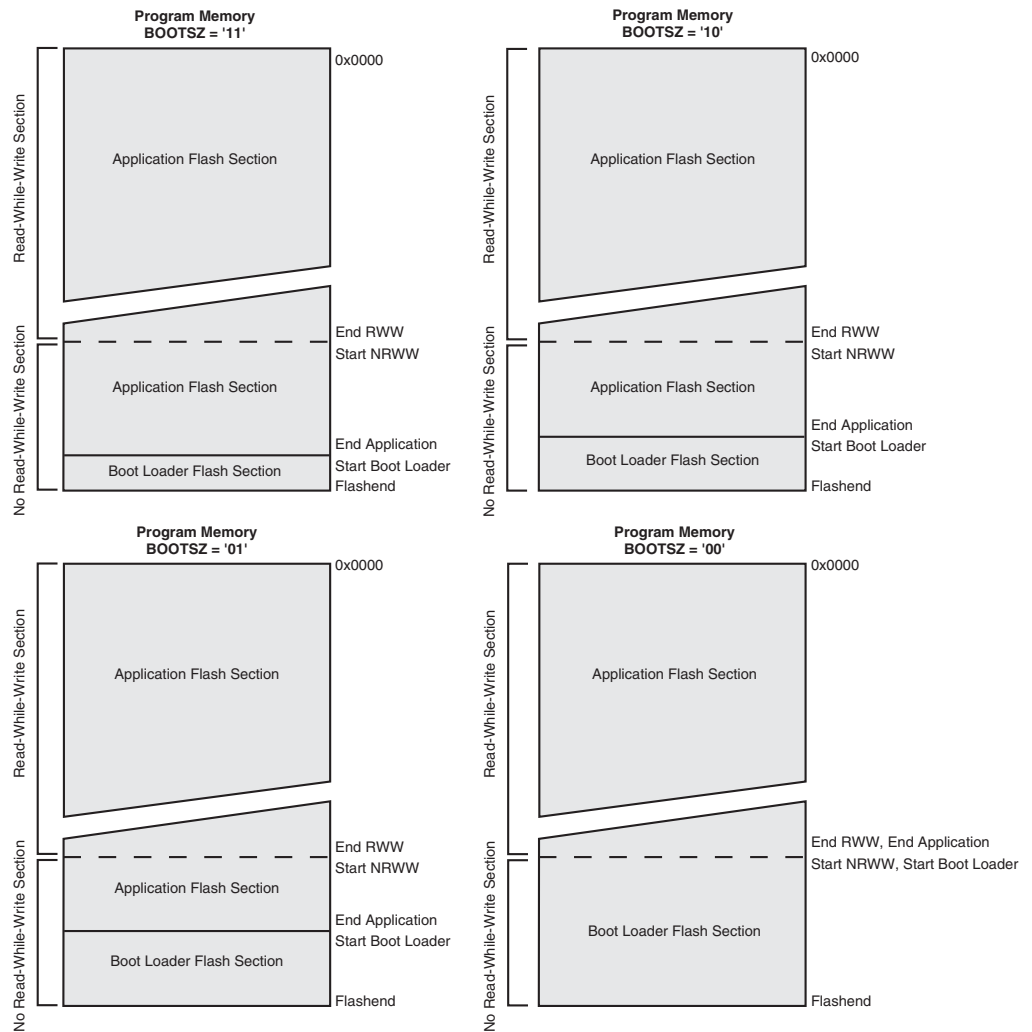 Program Memory
BOOTSZ = '11'
0x0000
Read-While-Write Section
Application Flash Section
End RWW
Start NRWW
No Read-While-Write Section
Application Flash Section
End Application
Start Boot Loader
Boot Loader Flash Section
Flashend
Program Memory
BOOTSZ = '10'
0x0000
Read-While-Write Section
Application Flash Section
End RWW
Start NRWW
No Read-While-Write Section
Application Flash Section
End Application
Start Boot Loader
Boot Loader Flash Section
Flashend
Program Memory
BOOTSZ = '01'
0x0000
Read-While-Write Section
Application Flash Section
End RWW
Start NRWW
No Read-While-Write Section
Application Flash Section
End Application
Start Boot Loader
Boot Loader Flash Section
Flashend
Program Memory
BOOTSZ = '00'
0x0000
Read-While-Write Section
Application Flash Section
End RWW, End Application
Start NRWW, Start Boot Loader
No Read-While-Write Section
Boot Loader Flash Section
Flashend